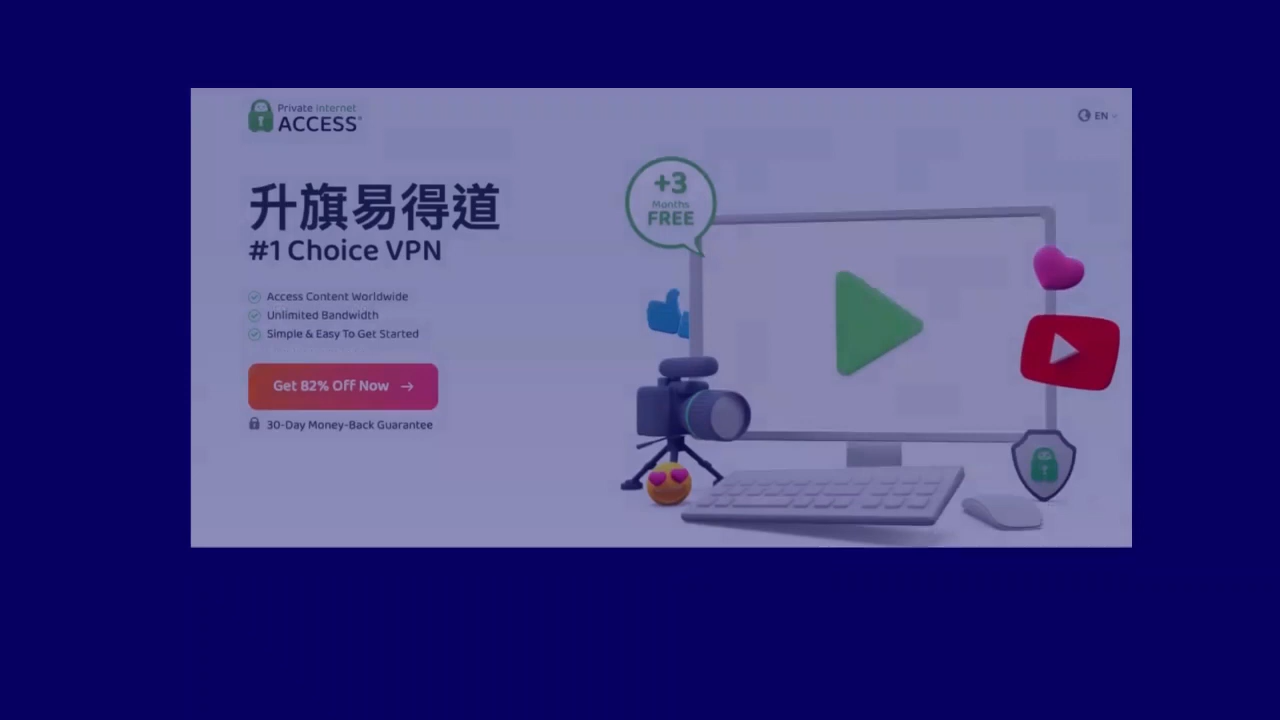 Private Internet
ACCESS®
EN
升旗易得道
#1 Choice VPN
Access Content Worldwide
Unlimited Bandwidth
Simple & Easy To Get Started
Get 82% Off Now
30-Day Money-Back Guarantee
+3
Months
FREE